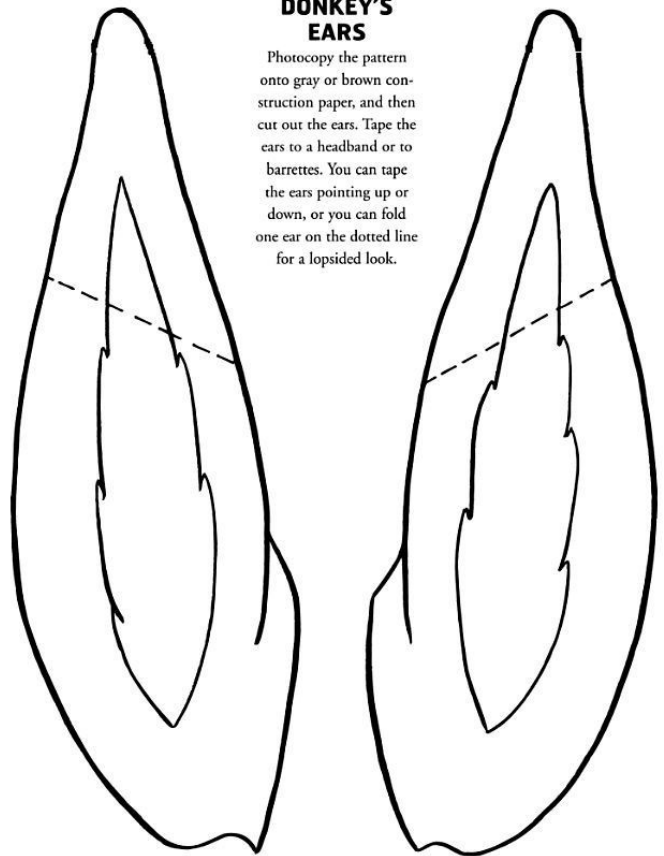 DONKEY'S
EARS
Photocopy the pattern
onto gray or brown con-
struction paper, and then
cut out the ears. Tape the
ears to a headband or to
barrettes. You can tape
the ears pointing up or
down, or you can fold
one ear on the dotted line
for a lopsided look.